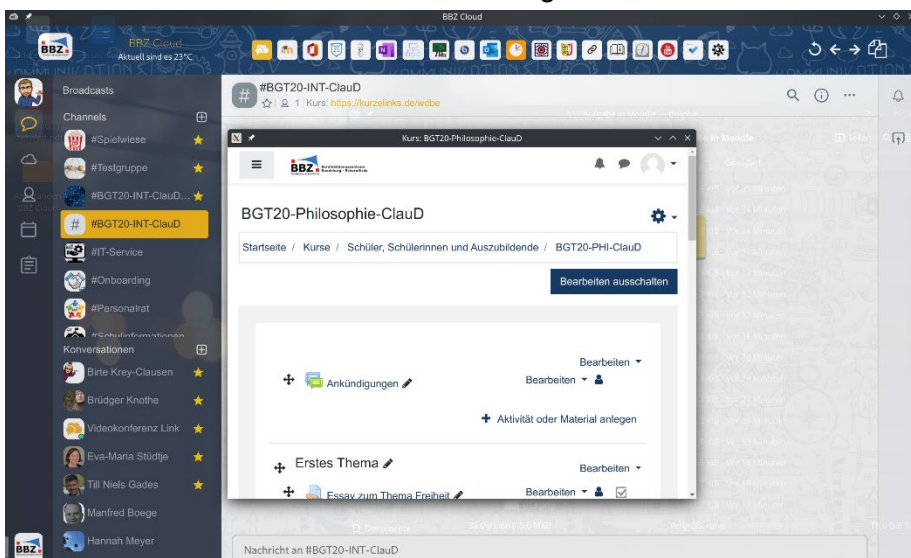 BBZ Cloud
BBZ.
BBZ Cloud
Aktuell sind es 23°C
Broadcasts
Channels
#Spielwiese
#Testgruppe
#BGT20-INT-ClauD...
#BGT20-INT-ClauD
#IT-Service
#Onboarding
#Personalrat
#Schulinformationen
Konversationen
Birte Krey-Clausen
Brüdger Knothe
Videokonferenz Link
Eva-Maria Stüdtje
Till Niels Gades
Manfred Boege
Hannah Meyer
BBZ.
#BGT20-INT-ClauD
1 Kurs: https://kurzelinks.de/wdbe
Kurs: BGT20-Philosophie-ClauD
BBZ.
BGT20-Philosophie-ClauD
Startseite / Kurse / Schüler, Schülerinnen und Auszubildende / BGT20-PHI-ClauD
Bearbeiten ausschalten
Bearbeiten
Ankündigungen
Bearbeiten
Aktivität oder Material anlegen
Erstes Thema
Bearbeiten
Essay zum Thema Freiheit
Bearbeiten
Nachricht an #BGT20-INT-ClauD